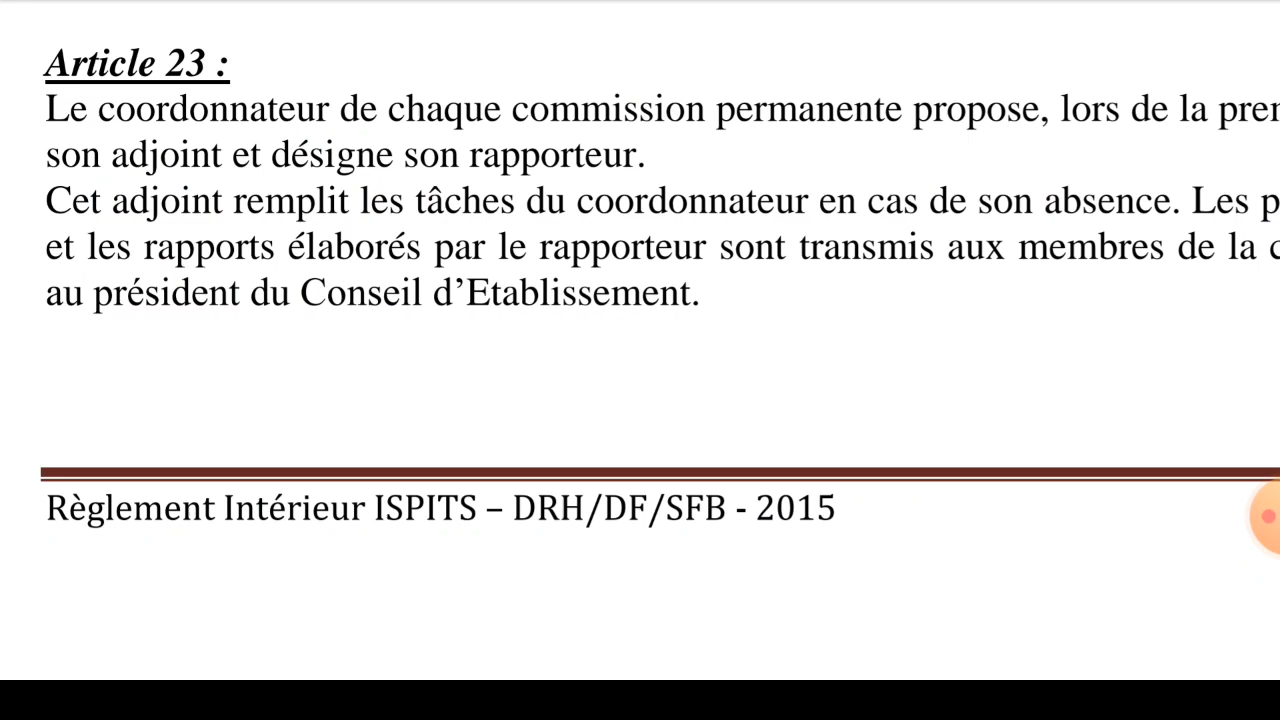 Article 23 :
Le coordonnateur de chaque commission permanente propose, lors de la
son adjoint et désigne son rapporteur.
Cet adjoint remplit les tâches du coordonnateur en cas de son absence. Les
et les rapports élaborés par le rapporteur sont transmis aux membres de la
au président du Conseil d’Etablissement.
Règlement Intérieur ISPITS – DRH/DF/SFB - 2015